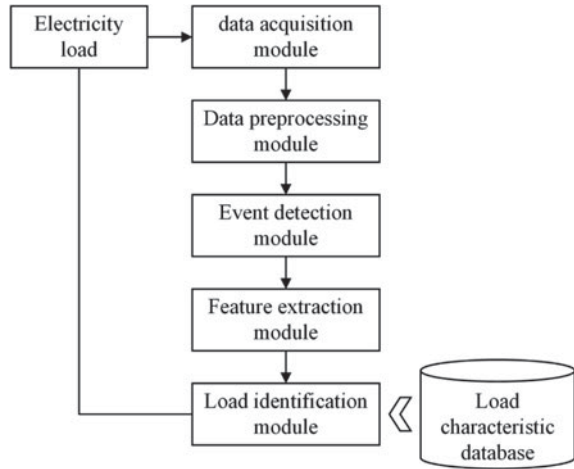 Electricity
load
data acquisition
module
Data preprocessing
module
Event detection
module
Feature extraction
module
Load identification
module
Load
characteristic
database